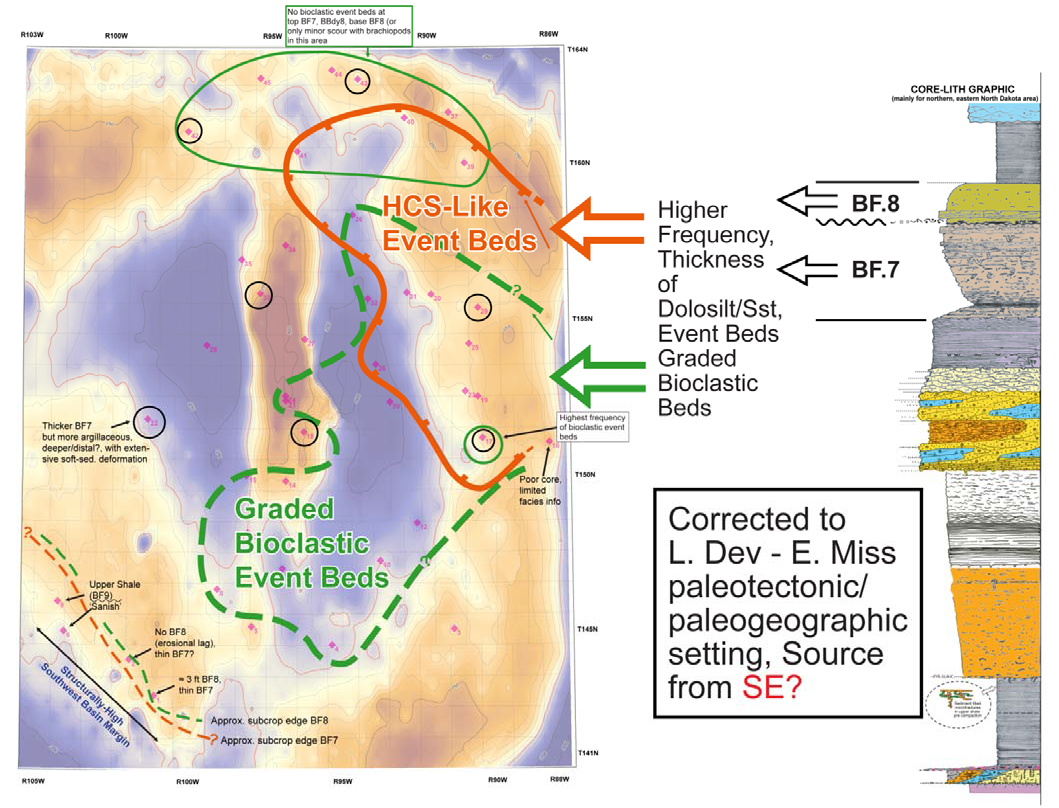 No bioclastic event beds at
top BF7, BBdy8, base BF8 (or
only minor scour with brachiopods
in this area
R103W
R100W
R95W
R90W
R86W
T164N
T160N
T155N
T150N
T145N
T141N
HCS-Like
Event Beds
?
Highest frequency
of bioclastic event
beds
Thicker BF7
but more argillaceous,
deeper/distal?, with exten-
sive soft-sed. deformation
Poor core,
limited
facies info
Graded
Bioclastic
Event Beds
?
Upper Shale
(BF9)
'Sanish'
No BF8
(erosional lag),
thin BF7?
≈ 3 ft BF8,
thin BF7
Structurally-High
Southwest Basin Margin
Approx. subcrop edge BF8
? Approx. subcrop edge BF7
R105W
R100W
R95W
R90W
R88W
Higher
Frequency,
Thickness
of
Dolosilt/Sst,
Event Beds
Graded
Bioclastic
Beds
CORE-LITH GRAPHIC
(mainly for northern, eastern North Dakota area)
BF.8
BF.7
Corrected to
L. Dev - E. Miss
paleotectonic/
paleogeographic
setting, Source
from SE?